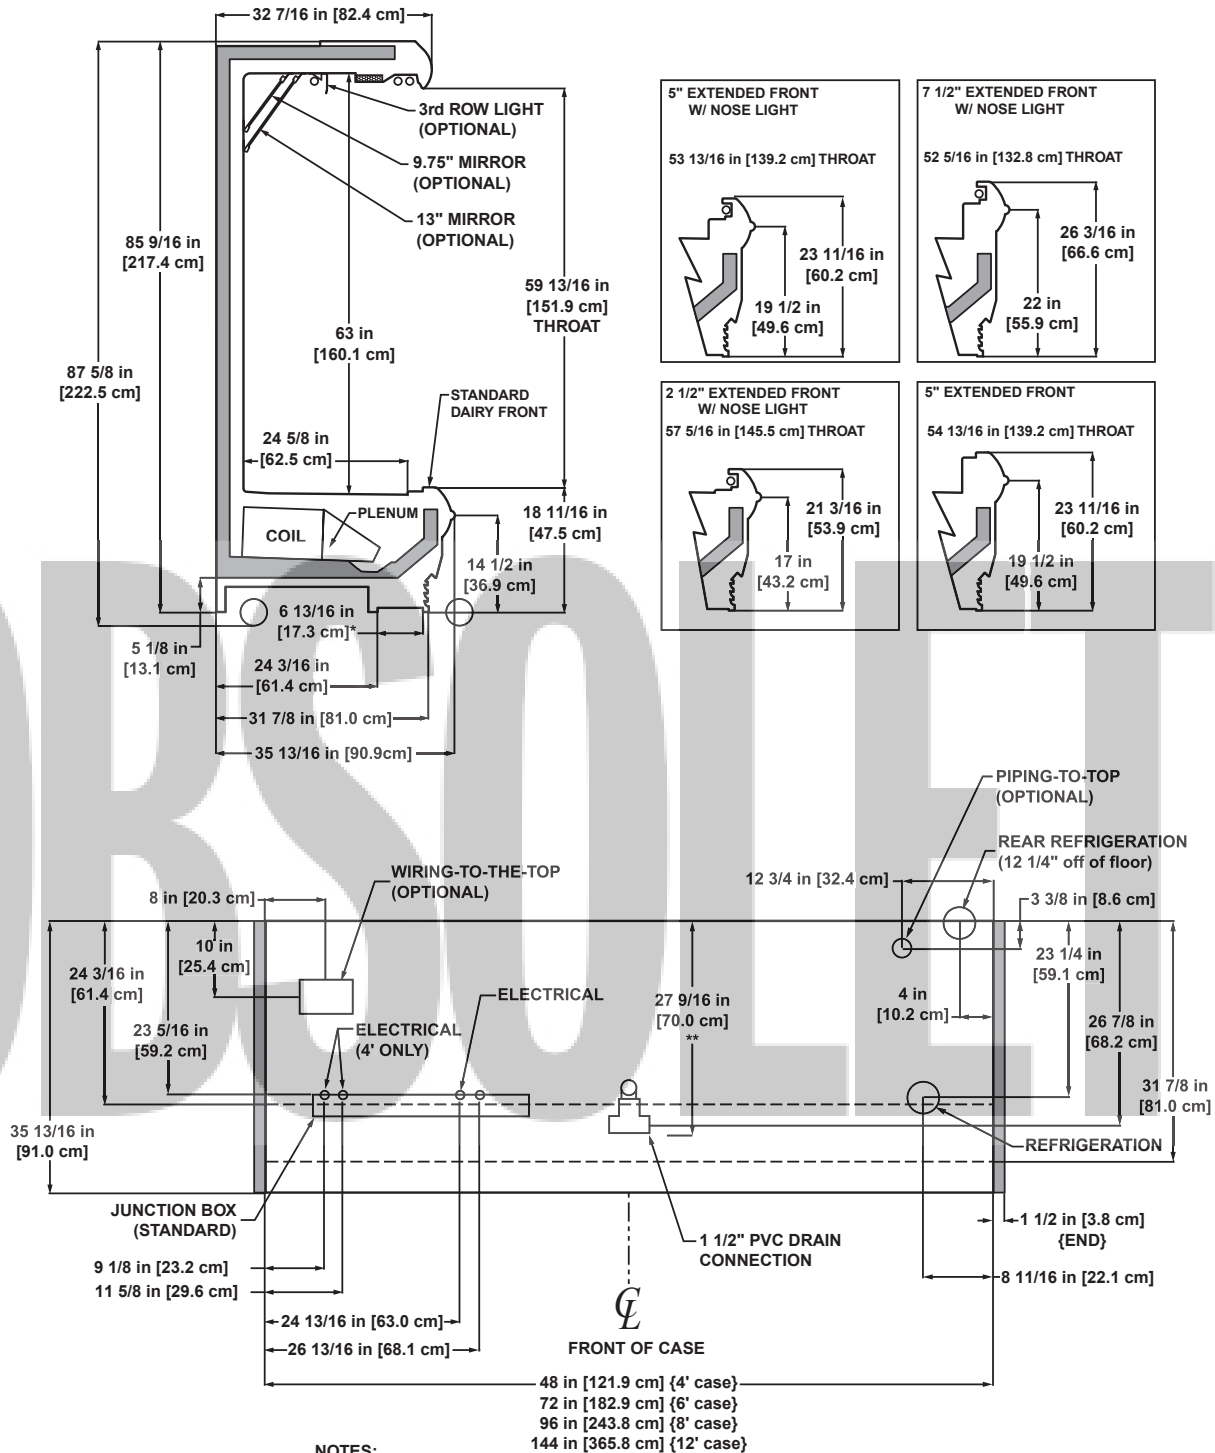 32 7/16 in [82.4 cm]
3rd ROW LIGHT
(OPTIONAL)
9.75" MIRROR
(OPTIONAL)
13" MIRROR
(OPTIONAL)
85 9/16 in
[217.4 cm]
87 5/8 in
[222.5 cm]
59 13/16 in
[151.9 cm]
THROAT
63 in
[160.1 cm]
STANDARD
DAIRY FRONT
24 5/8 in
[62.5 cm]
PLENUM
COIL
18 11/16 in
[47.5 cm]
14 1/2 in
[36.9 cm]
6 13/16 in
[17.3 cm]*
5 1/8 in
[13.1 cm]
24 3/16 in
[61.4 cm]
31 7/8 in [81.0 cm]
35 13/16 in [90.9cm]
5" EXTENDED FRONT
W/ NOSE LIGHT
53 13/16 in [139.2 cm] THROAT
23 11/16 in
[60.2 cm]
19 1/2 in
[49.6 cm]
7 1/2" EXTENDED FRONT
W/ NOSE LIGHT
52 5/16 in [132.8 cm] THROAT
26 3/16 in
[66.6 cm]
22 in
[55.9 cm]
2 1/2" EXTENDED FRONT
W/ NOSE LIGHT
57 5/16 in [145.5 cm] THROAT
21 3/16 in
[53.9 cm]
17 in
[43.2 cm]
5" EXTENDED FRONT
54 13/16 in [139.2 cm] THROAT
23 11/16 in
[60.2 cm]
19 1/2 in
[49.6 cm]
OBSOLETE
PIPING-TO-TOP
(OPTIONAL)
REAR REFRIGERATION
(12 1/4" off of floor)
WIRING-TO-THE-TOP
(OPTIONAL)
12 3/4 in [32.4 cm]
8 in [20.3 cm]
3 3/8 in [8.6 cm]
10 in
[25.4 cm]
24 3/16 in
[61.4 cm]
23 5/16 in
[59.2 cm]
ELECTRICAL
ELECTRICAL
(4' ONLY)
27 9/16 in
[70.0 cm]
**
23 1/4 in
[59.1 cm]
4 in
[10.2 cm]
26 7/8 in
[68.2 cm]
31 7/8 in
[81.0 cm]
35 13/16 in
[91.0 cm]
REFRIGERATION
JUNCTION BOX
(STANDARD)
1 1/2" PVC DRAIN
CONNECTION
1 1/2 in [3.8 cm]
{END}
9 1/8 in [23.2 cm]
11 5/8 in [29.6 cm]
8 11/16 in [22.1 cm]
24 13/16 in [63.0 cm]
26 13/16 in [68.1 cm]
CL
FRONT OF CASE
48 in [121.9 cm] {4' case}
72 in [182.9 cm] {6' case}
96 in [243.8 cm] {8' case}
144 in [365.8 cm] {12' case}
NOTES: